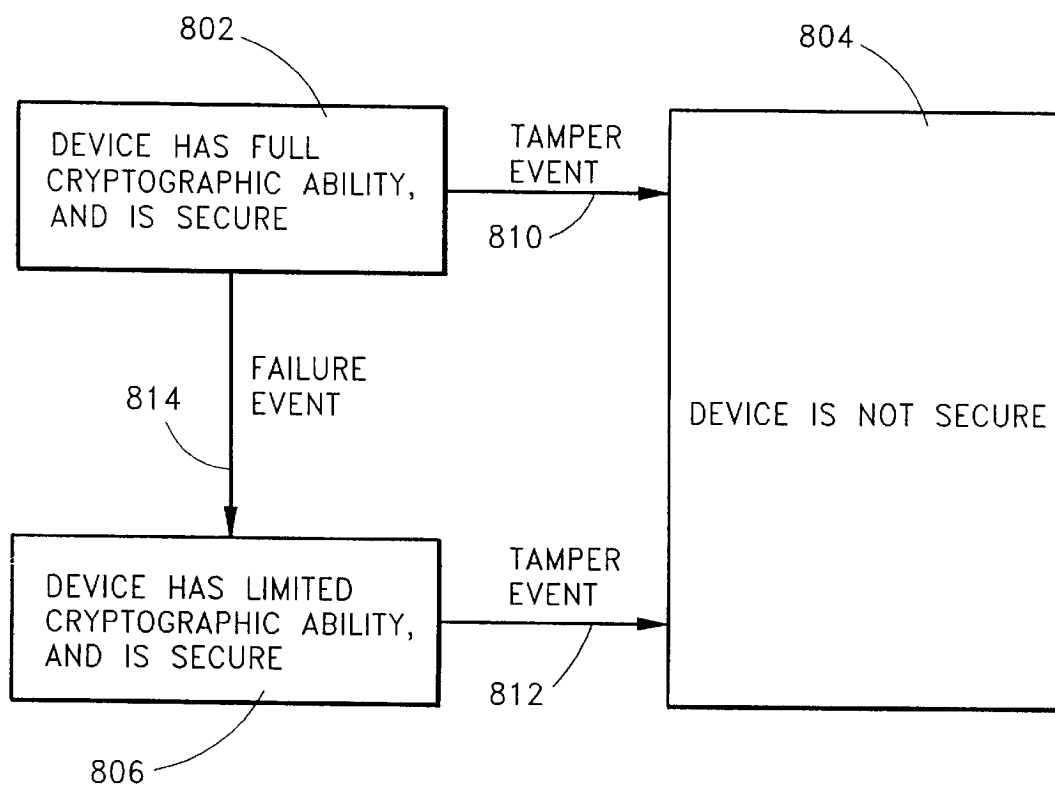 802
804
DEVICE HAS FULL
CRYPTOGRAPHIC ABILITY,
AND IS SECURE
TAMPER
EVENT
810
FAILURE
EVENT
814
DEVICE IS NOT SECURE
DEVICE HAS LIMITED
CRYPTOGRAPHIC ABILITY,
AND IS SECURE
TAMPER
EVENT
812
806